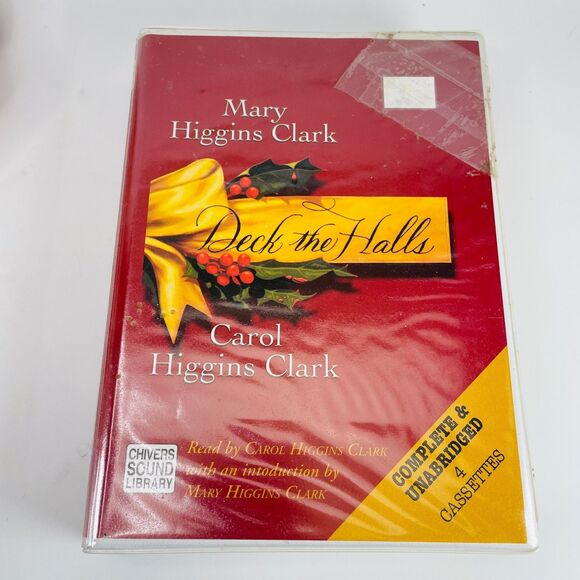 Mary
Higgins Clark
Deck the Halls
Carol
Higgins Clark
Read by CAROL HIGGINS CLARK
with an intoduction by
MARY HIGGINS CLARK
CHIVERS
SOUND
LIBRARY
COMPLETE &
UNABRIDGED
4
CASSETTES